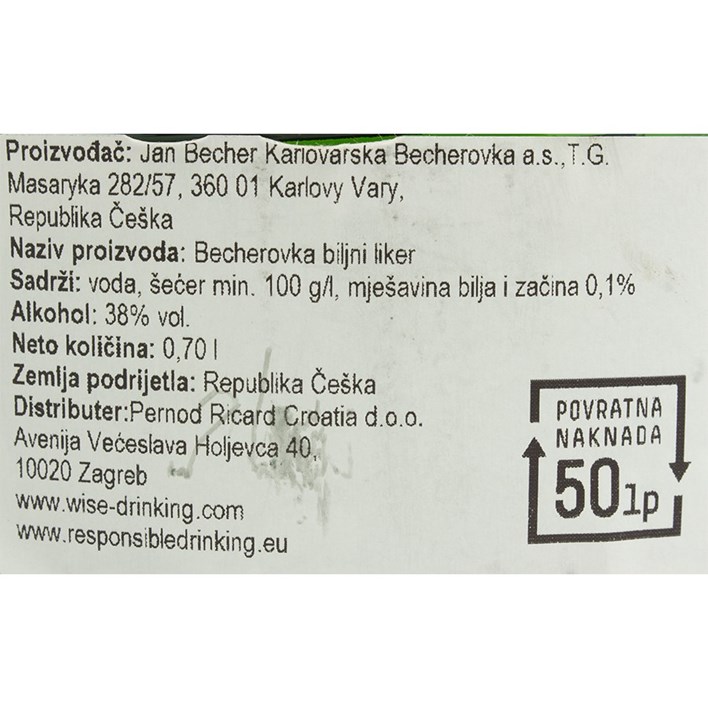 Proizvođač: Jan Becher Karlovarska Becherovka a.s.,T.G.
Masaryka 282/57, 360 01 Karlovy Vary,
Republika Češka
Naziv proizvoda: Becherovka biljni liker
Sadrži: voda, šećer min. 100 g/l, mješavina bilja i začina 0,1%
Alkohol: 38% vol.
Neto količina: 0,70 l
Zemlja podrijetla: Republika Češka
Distributer:Pernod Ricard Croatia d.o.o.
Avenija Većeslava Holjevca 40,
10020 Zagreb
www.wise-drinking.com
www.responsibledrinking.eu
POVRATNA
NAKNADA
50lp